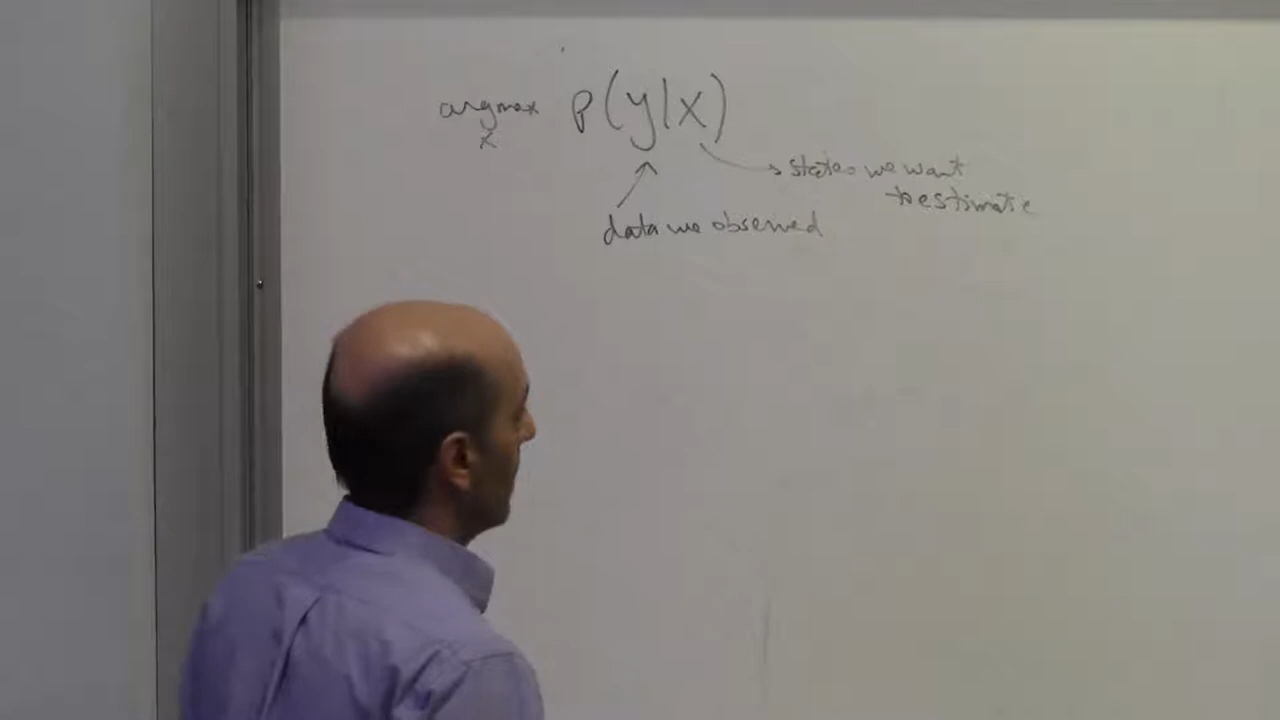 argmax P(y|x)
x
states we want
to estimate
data we observed